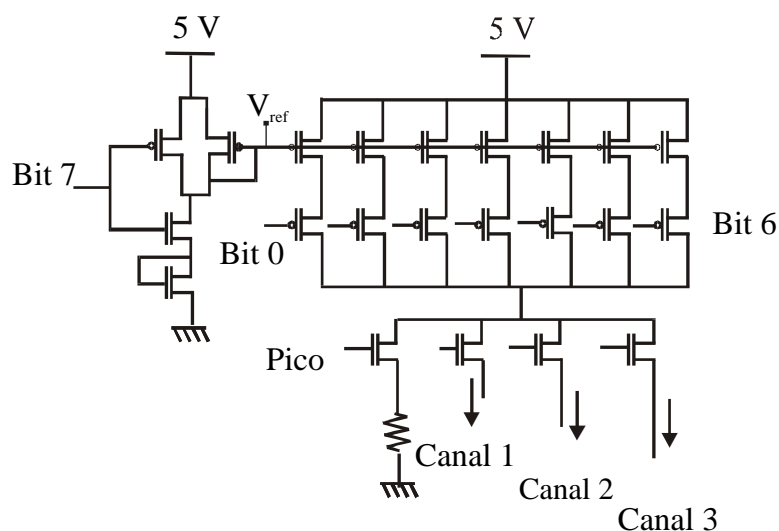 5 V
5 V
Vref
Bit 7
Bit 0
Bit 6
Pico
Canal 1
Canal 2
Canal 3